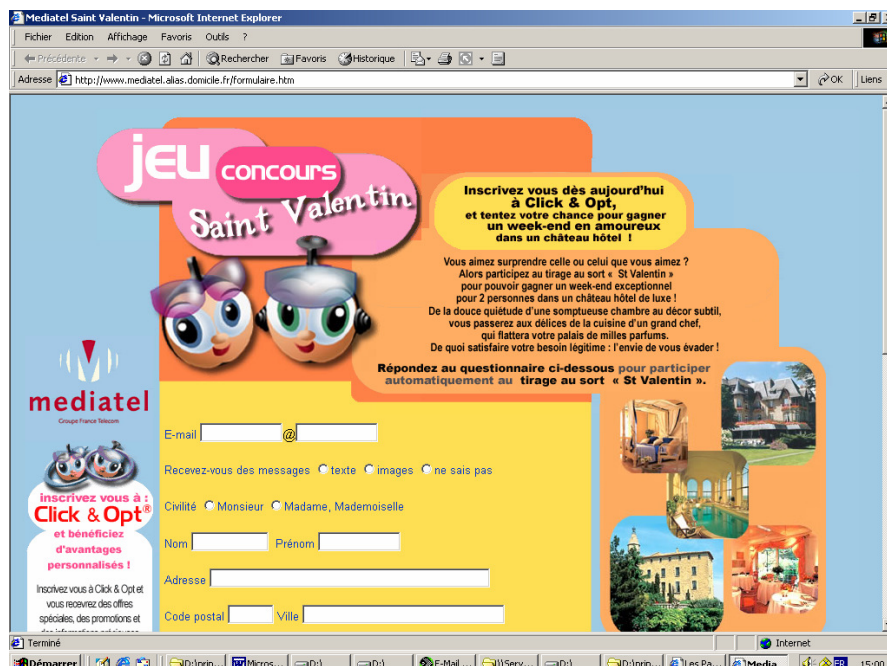 Mediatel Saint Valentin - Microsoft Internet Explorer
Fichier Edition Affichage Favoris Outils ?
Précédente Rechercher Favoris Historique
Adresse http://www.mediatel.alias.domicile.fr/formulaire.htm OK Liens
jEU concours
Saint Valentin
Inscrivez vous dès aujourd'hui
à Click & Opt,
et tentez votre chance pour gagner
un week-end en amoureux
dans un château hôtel !
Vous aimez surprendre celle ou celui que vous aimez ?
Alors participez au tirage au sort « St Valentin »
pour pouvoir gagner un week-end exceptionnel
pour 2 personnes dans un château hôtel de luxe !
De la douce quiétude d'une somptueuse chambre au décor subtil,
vous passerez aux délices de la cuisine d'un grand chef,
qui flattera votre palais de milles parfums.
De quoi satisfaire votre besoin légitime : l'envie de vous évader !
Répondez au questionnaire ci-dessous pour participer
automatiquement au tirage au sort « St Valentin ».
mediatel
Groupe France Telecom
inscrivez vous à :
Click & Opt®
et bénéficiez
d'avantages
personnalisés !
Inscrivez vous à Click & Opt et
vous recevrez des offres
spéciales, des promotions et
E-mail @
Recevez-vous des messages texte images ne sais pas
Civilité Monsieur Madame, Mademoiselle
Nom Prénom
Adresse
Code postal Ville
Terminé Internet
Démarrer D:\prin... Micros... D:\ D:\ E-Mail ... \\Serv... D:\ D:\prin... Les Pa... Media... FR 15:00